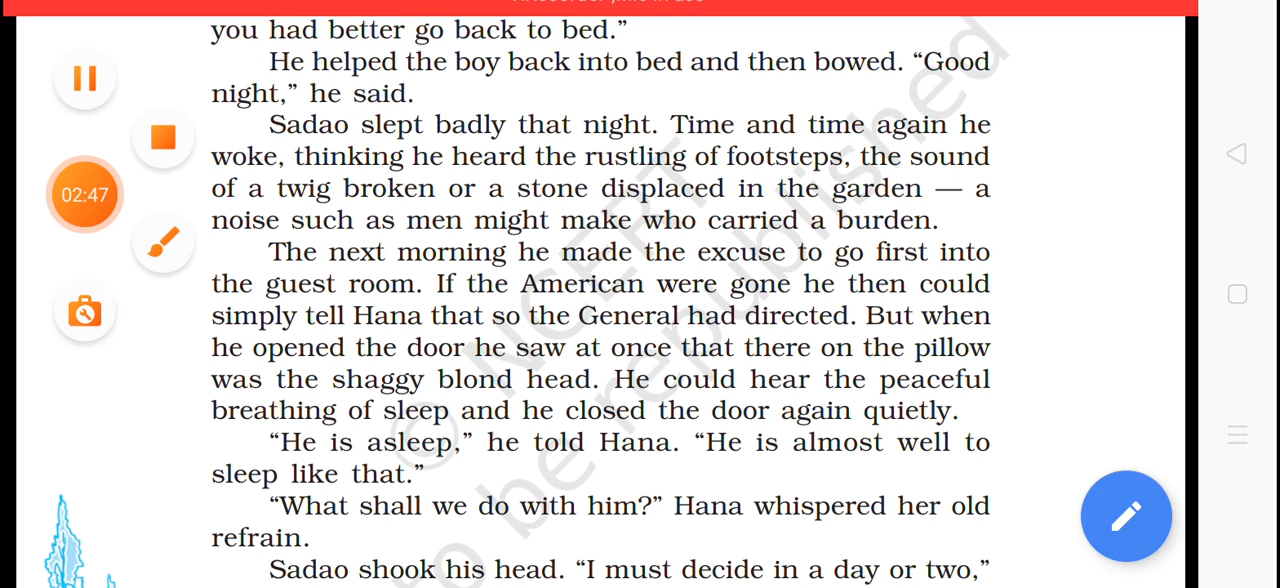 you had better go back to bed.”
He helped the boy back into bed and then bowed. “Good
night,” he said.
Sadao slept badly that night. Time and time again he
woke, thinking he heard the rustling of footsteps, the sound
of a twig broken or a stone displaced in the garden — a
noise such as men might make who carried a burden.
The next morning he made the excuse to go first into
the guest room. If the American were gone he then could
simply tell Hana that so the General had directed. But when
he opened the door he saw at once that there on the pillow
was the shaggy blond head. He could hear the peaceful
breathing of sleep and he closed the door again quietly.
“He is asleep,” he told Hana. “He is almost well to
sleep like that.”
“What shall we do with him?” Hana whispered her old
refrain.
Sadao shook his head. “I must decide in a day or two,”
02:47
© NCERT
to be republished